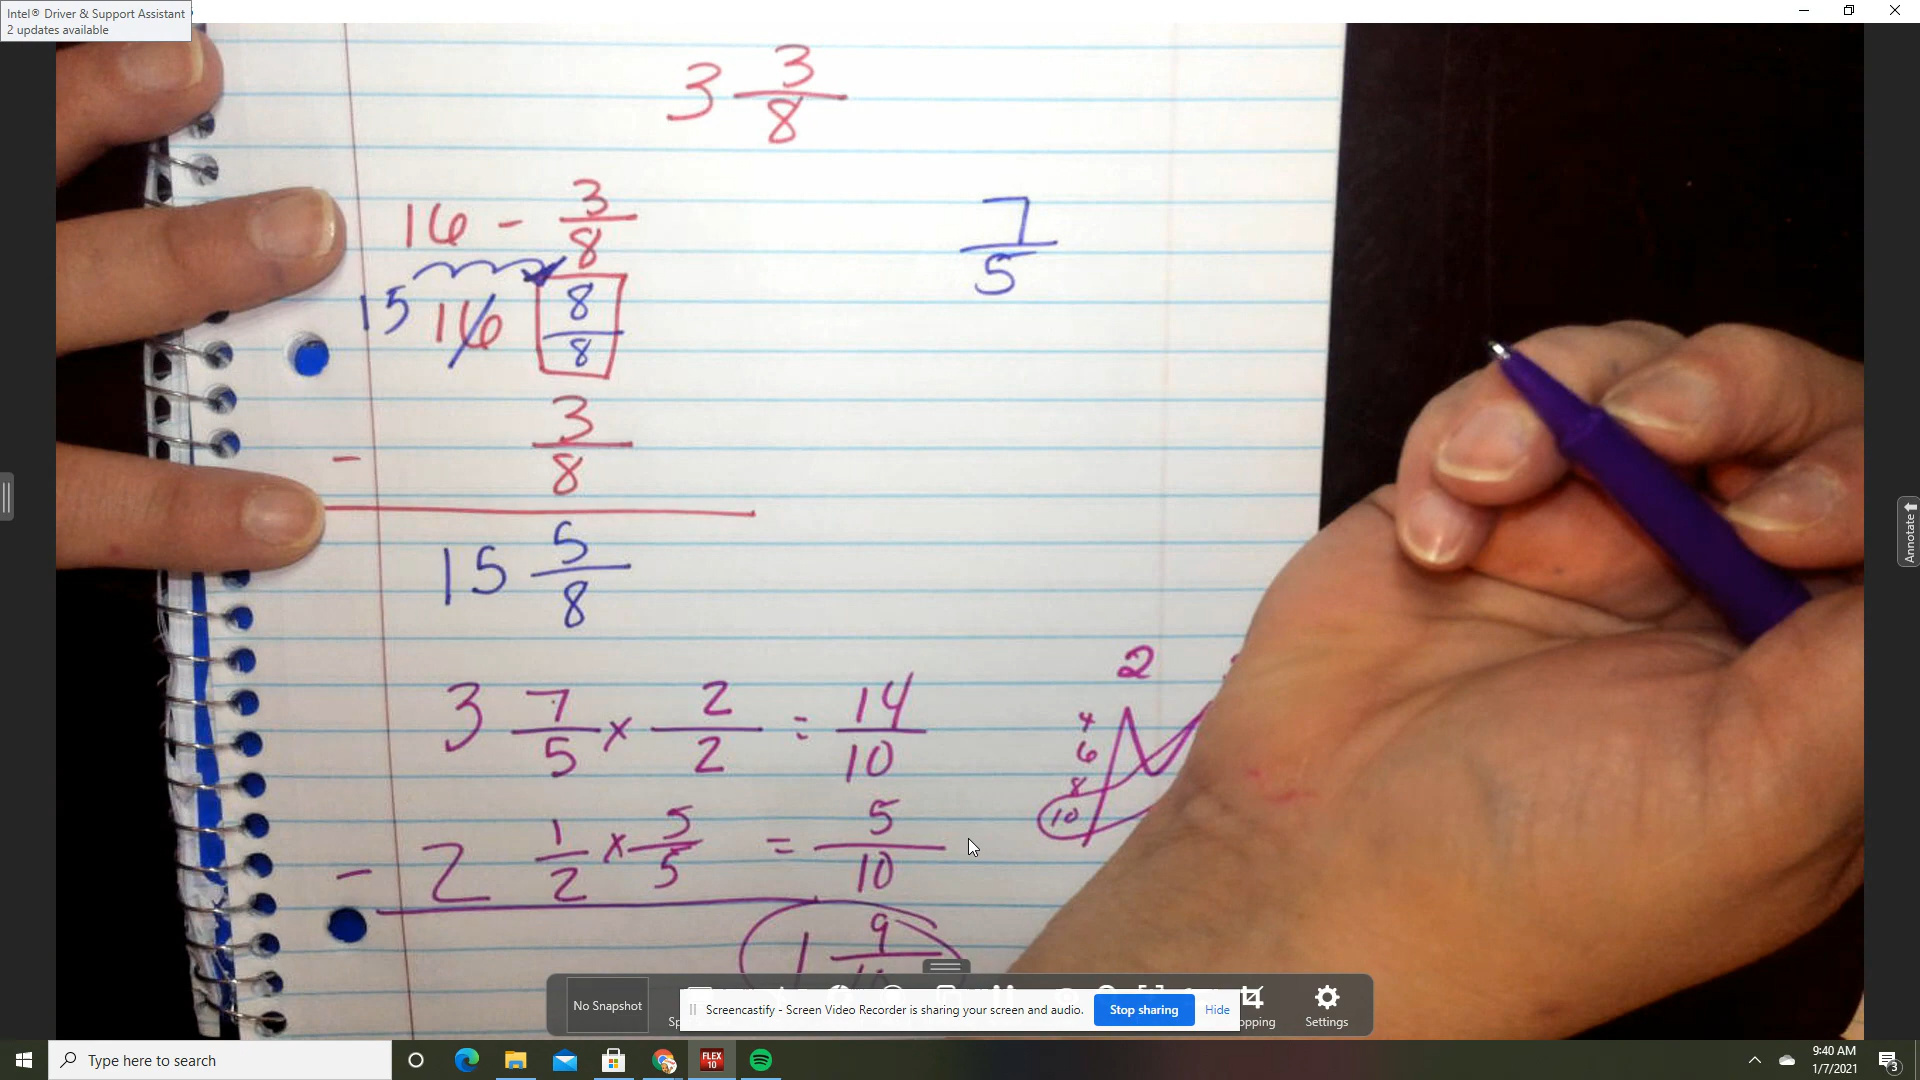 Intel® Driver & Support Assistant
2 updates available
3 3/8
16 - 3/8
7/5
15 16 8/8
- 3/8
15 5/8
2
3 7/5 x 2/2 = 14/10
4
6
8
10
- 2 1/2 x 5/5 = 5/10
1 9/
Annotate
No Snapshot
Screencastify - Screen Video Recorder is sharing your screen and audio.
Stop sharing
Hide
Settings
Type here to search
FLEX
10
9:40 AM
1/7/2021
3